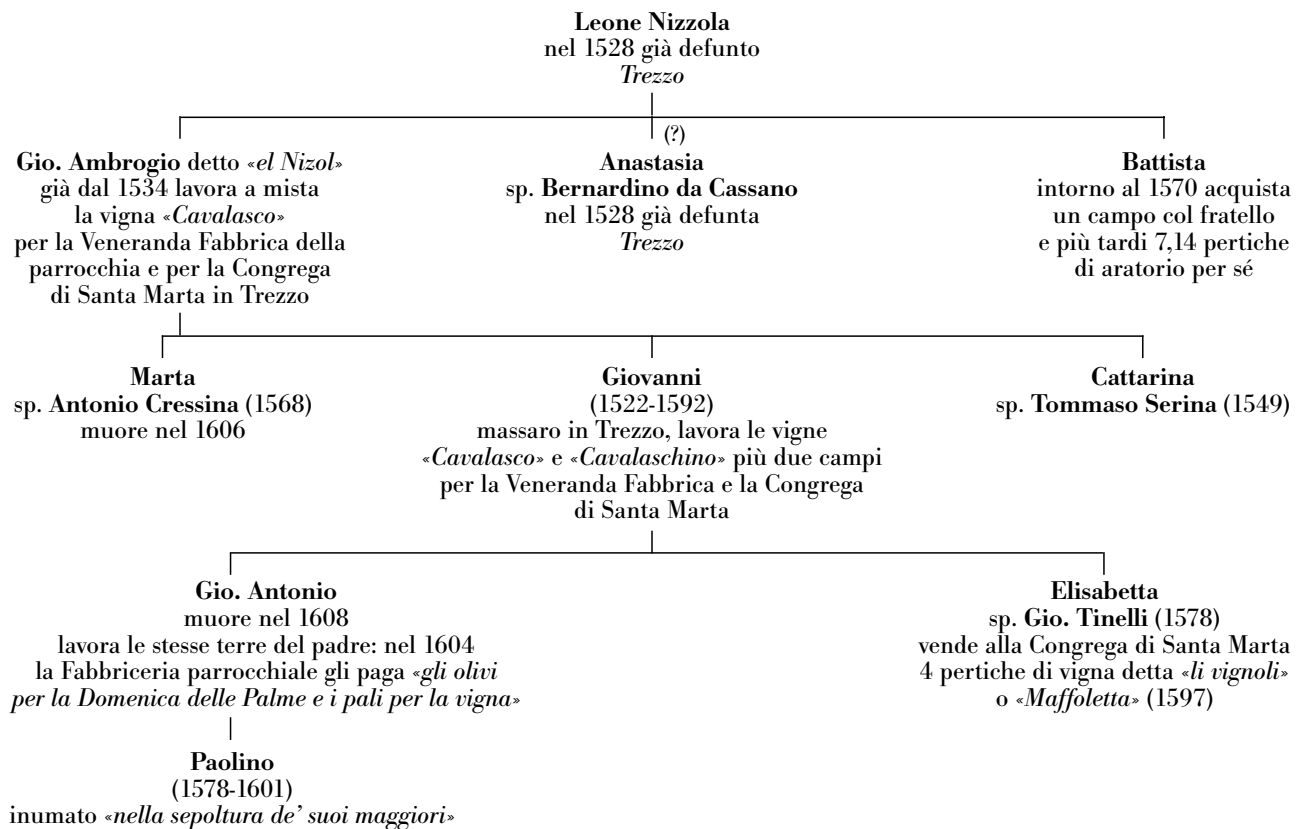 Leone Nizzola
nel 1528 già defunto
Trezzo
(?)
Gio. Ambrogio detto «el Nizol»
già dal 1534 lavora a mista
la vigna «Cavalasco»
per la Veneranda Fabbrica della
parrocchia e per la Congrega
di Santa Marta in Trezzo
Anastasia
sp. Bernardino da Cassano
nel 1528 già defunta
Trezzo
Battista
intorno al 1570 acquista
un campo col fratello
e più tardi 7,14 pertiche
di aratorio per sé
Marta
sp. Antonio Cressina (1568)
muore nel 1606
Giovanni
(1522-1592)
massaro in Trezzo, lavora le vigne
«Cavalasco» e «Cavalaschino» più due campi
per la Veneranda Fabbrica e la Congrega
di Santa Marta
Cattarina
sp. Tommaso Serina (1549)
Gio. Antonio
muore nel 1608
lavora le stesse terre del padre: nel 1604
la Fabbriceria parrocchiale gli paga «gli olivi
per la Domenica delle Palme e i pali per la vigna»
Elisabetta
sp. Gio. Tinelli (1578)
vende alla Congrega di Santa Marta
4 pertiche di vigna detta «li vignoli»
o «Maffoletta» (1597)
Paolino
(1578-1601)
inumato «nella sepoltura de' suoi maggiori»